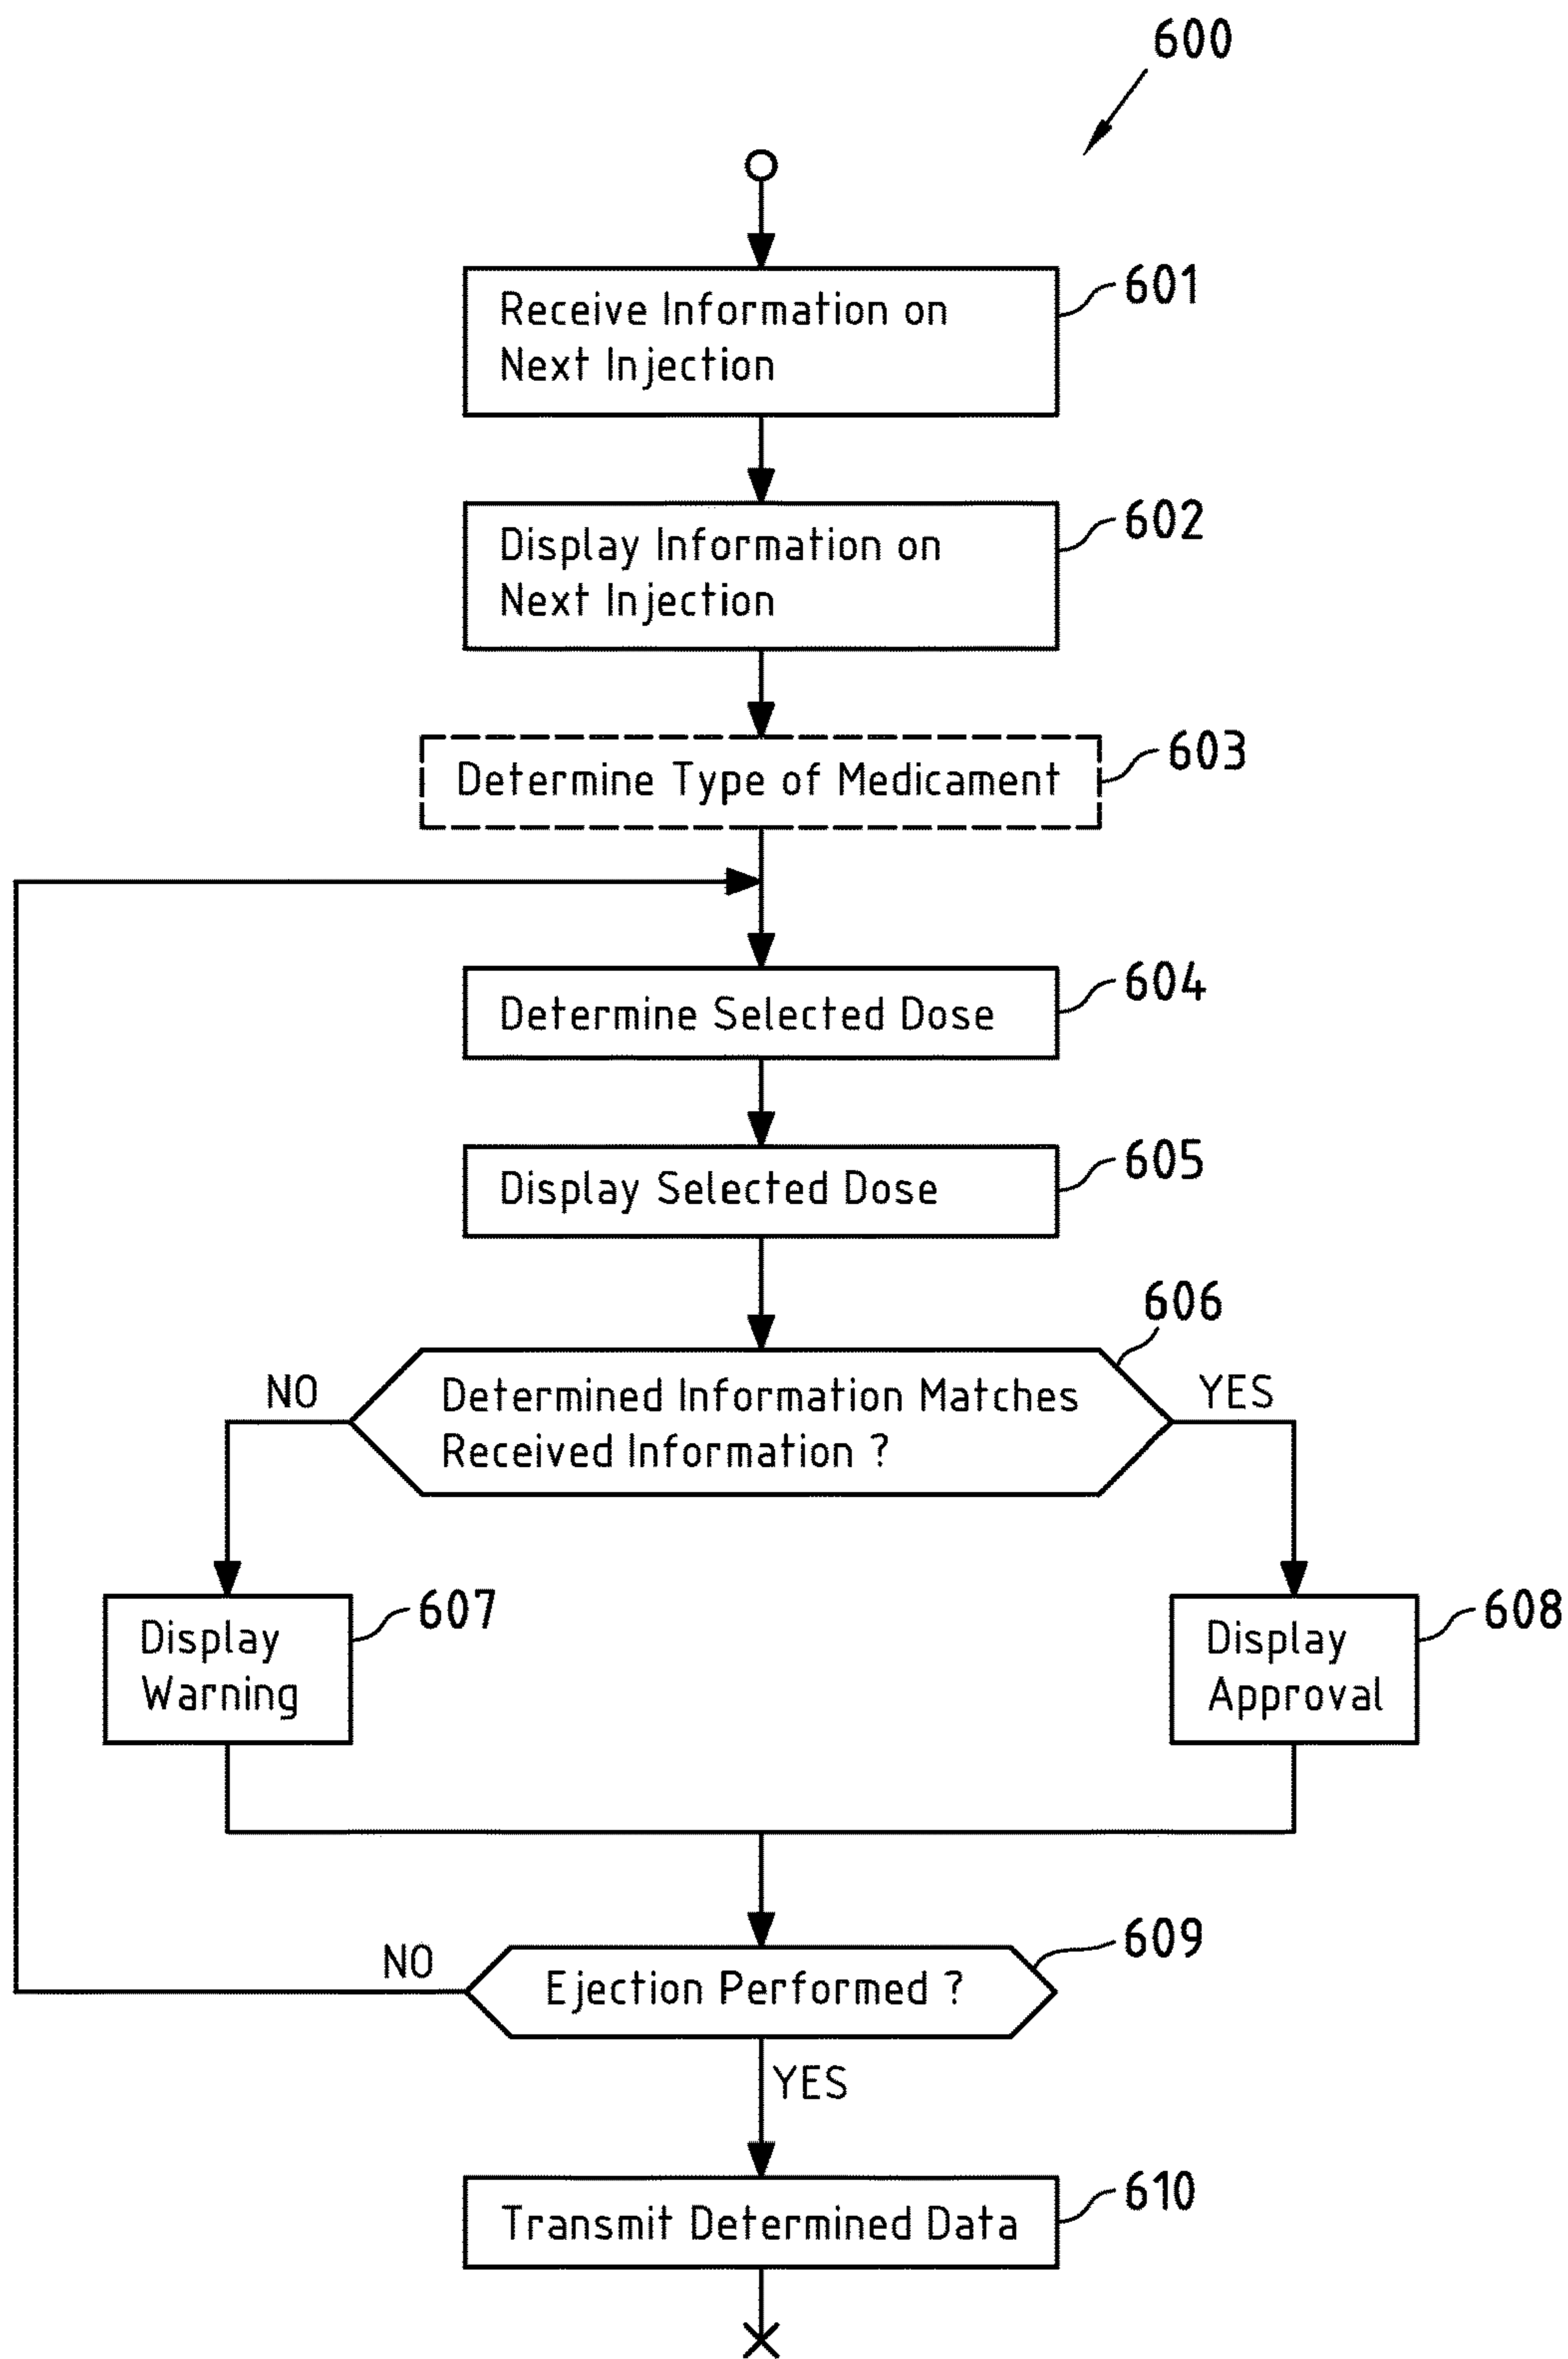 600
Receive Information on
Next Injection
601
Display Information on
Next Injection
602
Determine Type of Medicament
603
Determine Selected Dose
604
Display Selected Dose
605
606
NO
Determined Information Matches
Received Information ?
YES
Display
Warning
607
Display
Approval
608
NO
Ejection Performed ?
609
YES
Transmit Determined Data
610